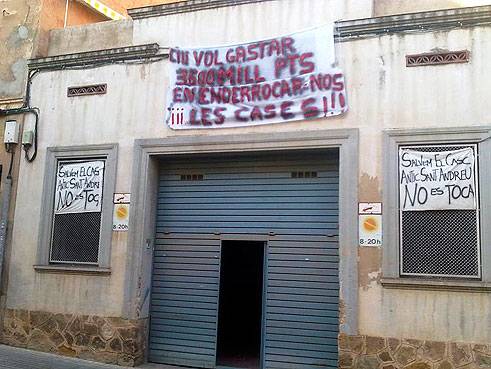 CIU VOL GASTAR
3800 MILL PTS
EN ENDERROCAR-NOS
¡¡¡ LES CASES!!!
SALVEM EL CASC
ANTIC SANT ANDREU
NO ES TOCA
SALVEM EL CASC
ANTIC SANT ANDREU
NO ES TOCA
8-20h
8-20h